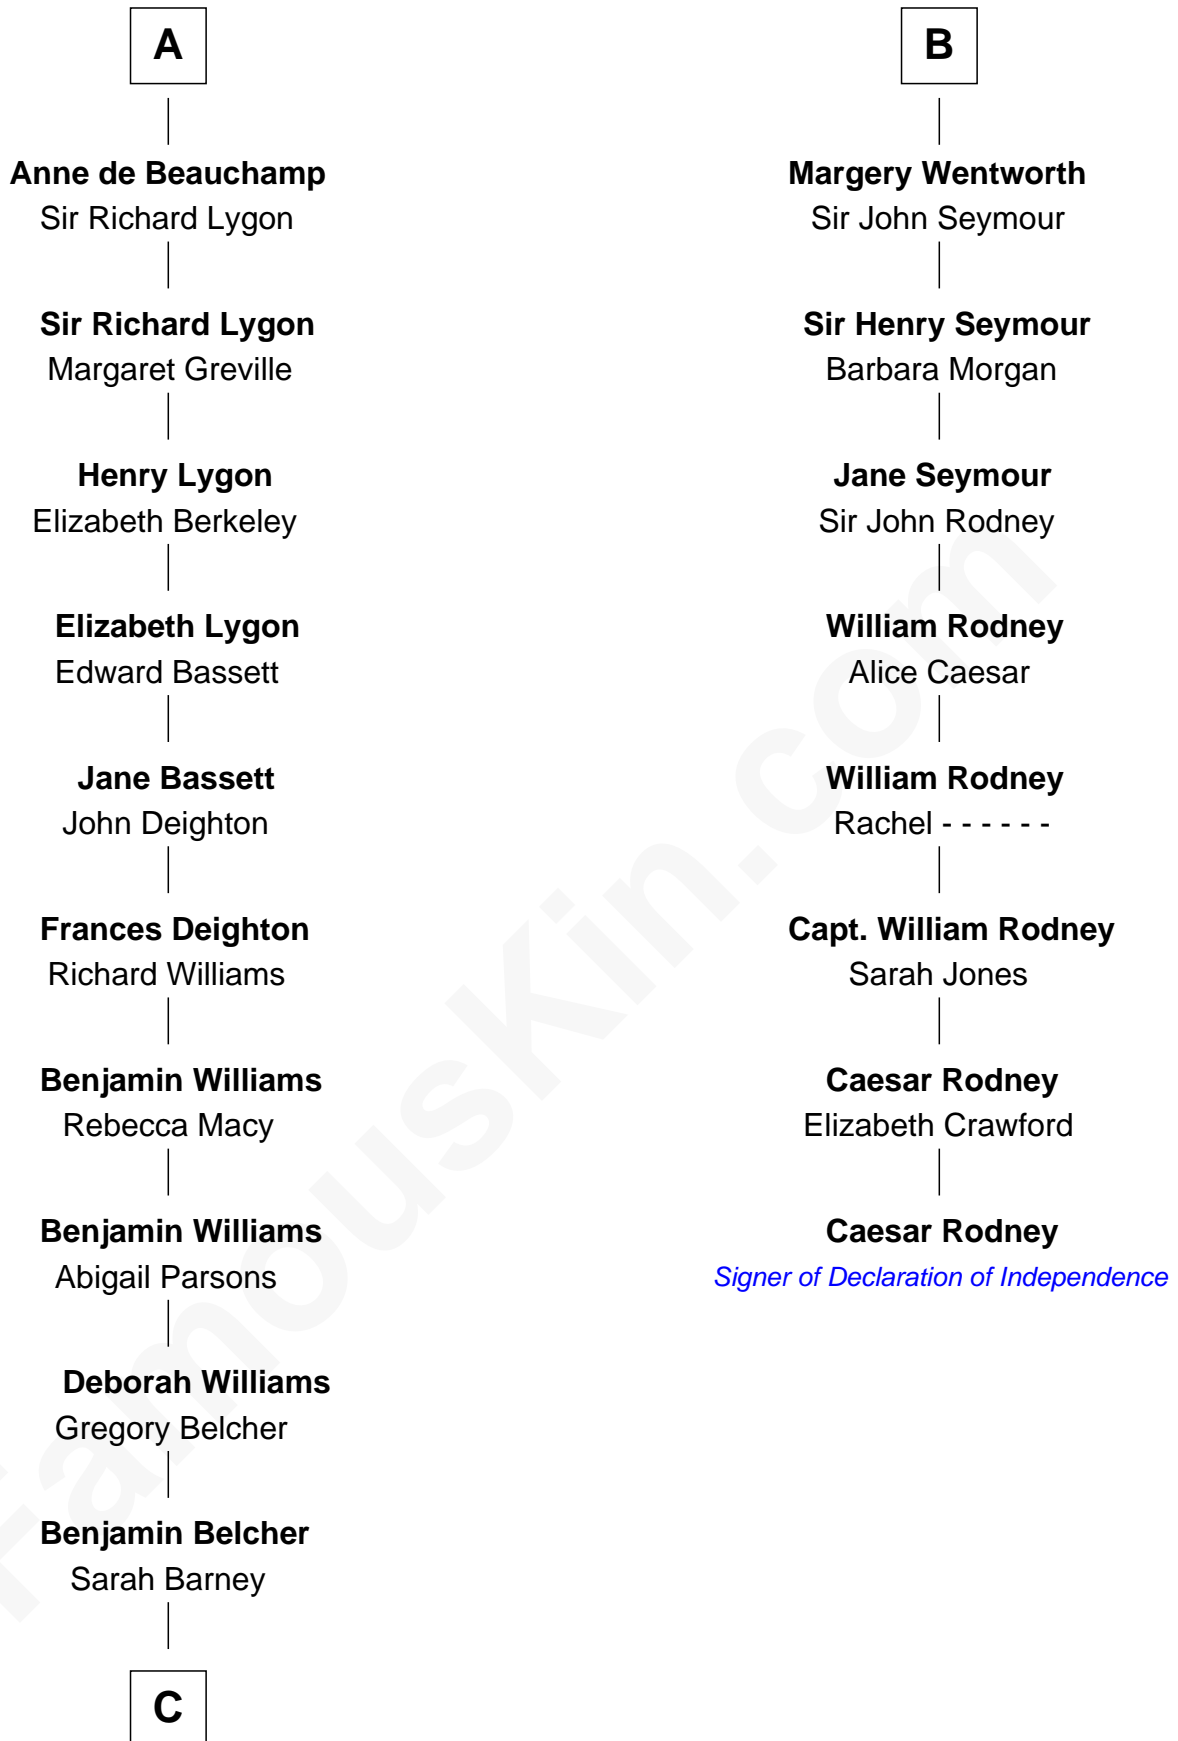 A
Anne de Beauchamp
Sir Richard Lygon
Sir Richard Lygon
Margaret Greville
Henry Lygon
Elizabeth Berkeley
Elizabeth Lygon
Edward Bassett
Jane Bassett
John Deighton
Frances Deighton
Richard Williams
Benjamin Williams
Rebecca Macy
Benjamin Williams
Abigail Parsons
Deborah Williams
Gregory Belcher
Benjamin Belcher
Sarah Barney
C
B
Margery Wentworth
Sir John Seymour
Sir Henry Seymour
Barbara Morgan
Jane Seymour
Sir John Rodney
William Rodney
Alice Caesar
William Rodney
Rachel - - - - - -
Capt. William Rodney
Sarah Jones
Caesar Rodney
Elizabeth Crawford
Caesar Rodney
Signer of Declaration of Independence
FamousKin.com